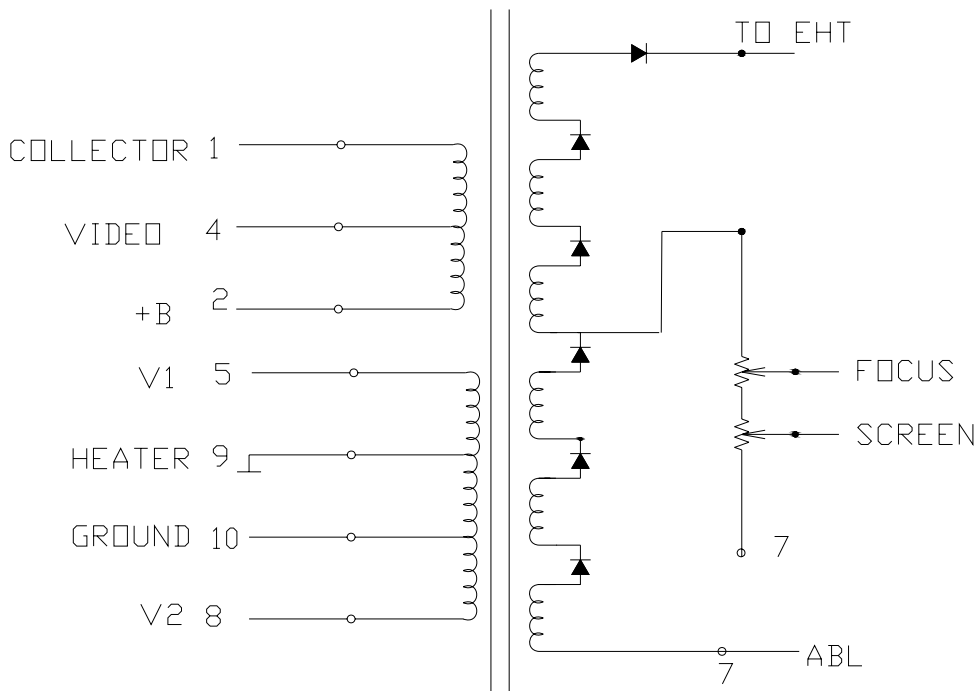 TO EHT
COLLECTOR 1
VIDEO 4
+B 2
V1 5
HEATER 9
GROUND 10
V2 8
FOCUS
SCREEN
7
ABL
7